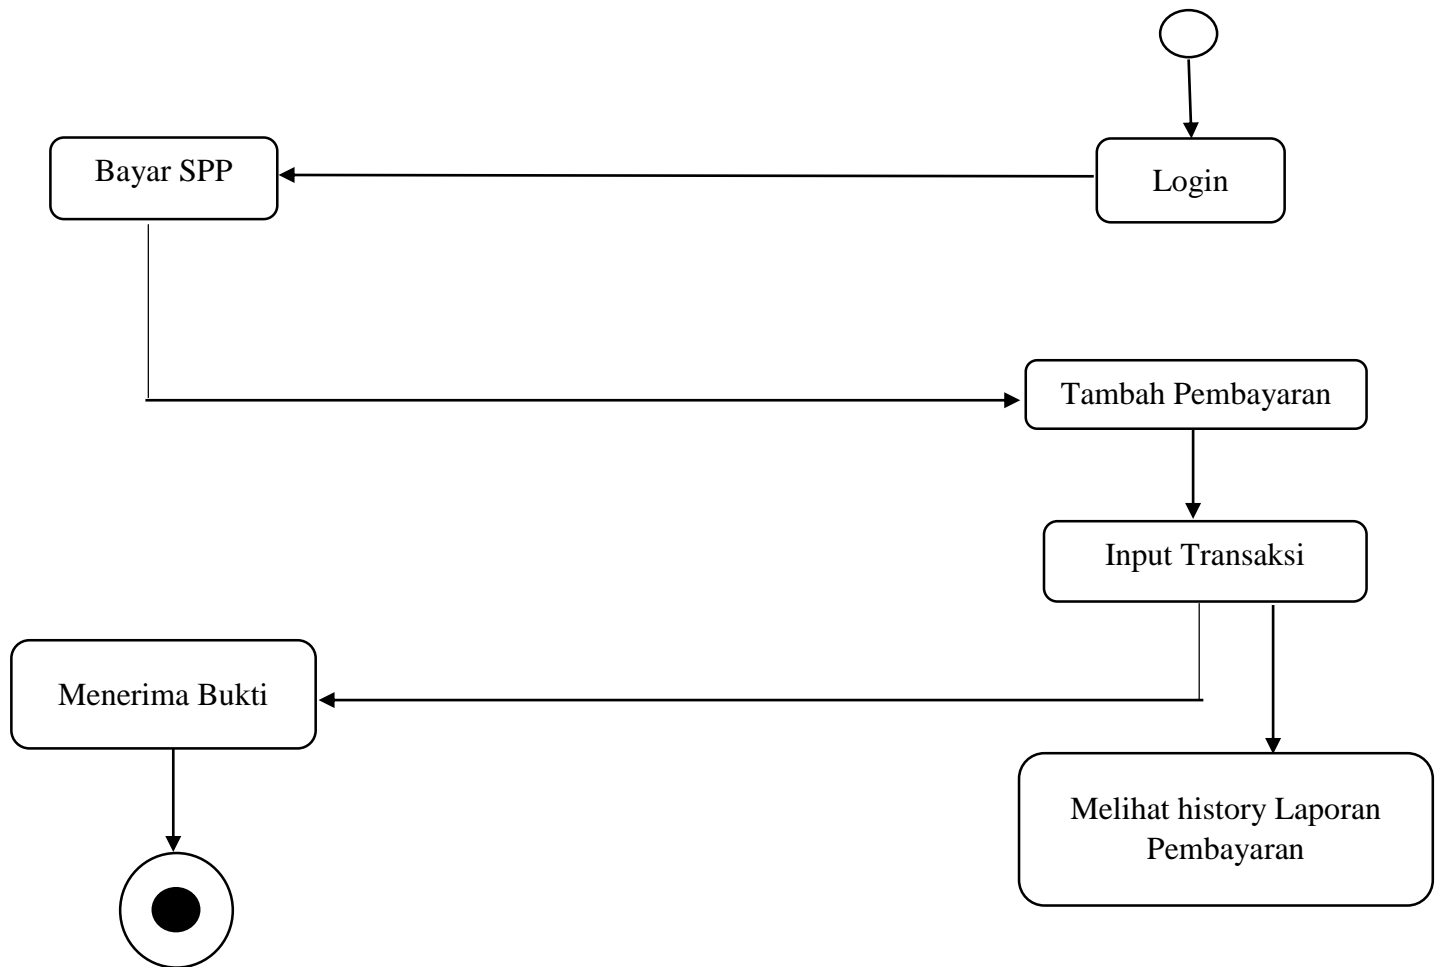 Bayar SPP
Login
Tambah Pembayaran
Input Transaksi
Menerima Bukti
Melihat history Laporan
Pembayaran